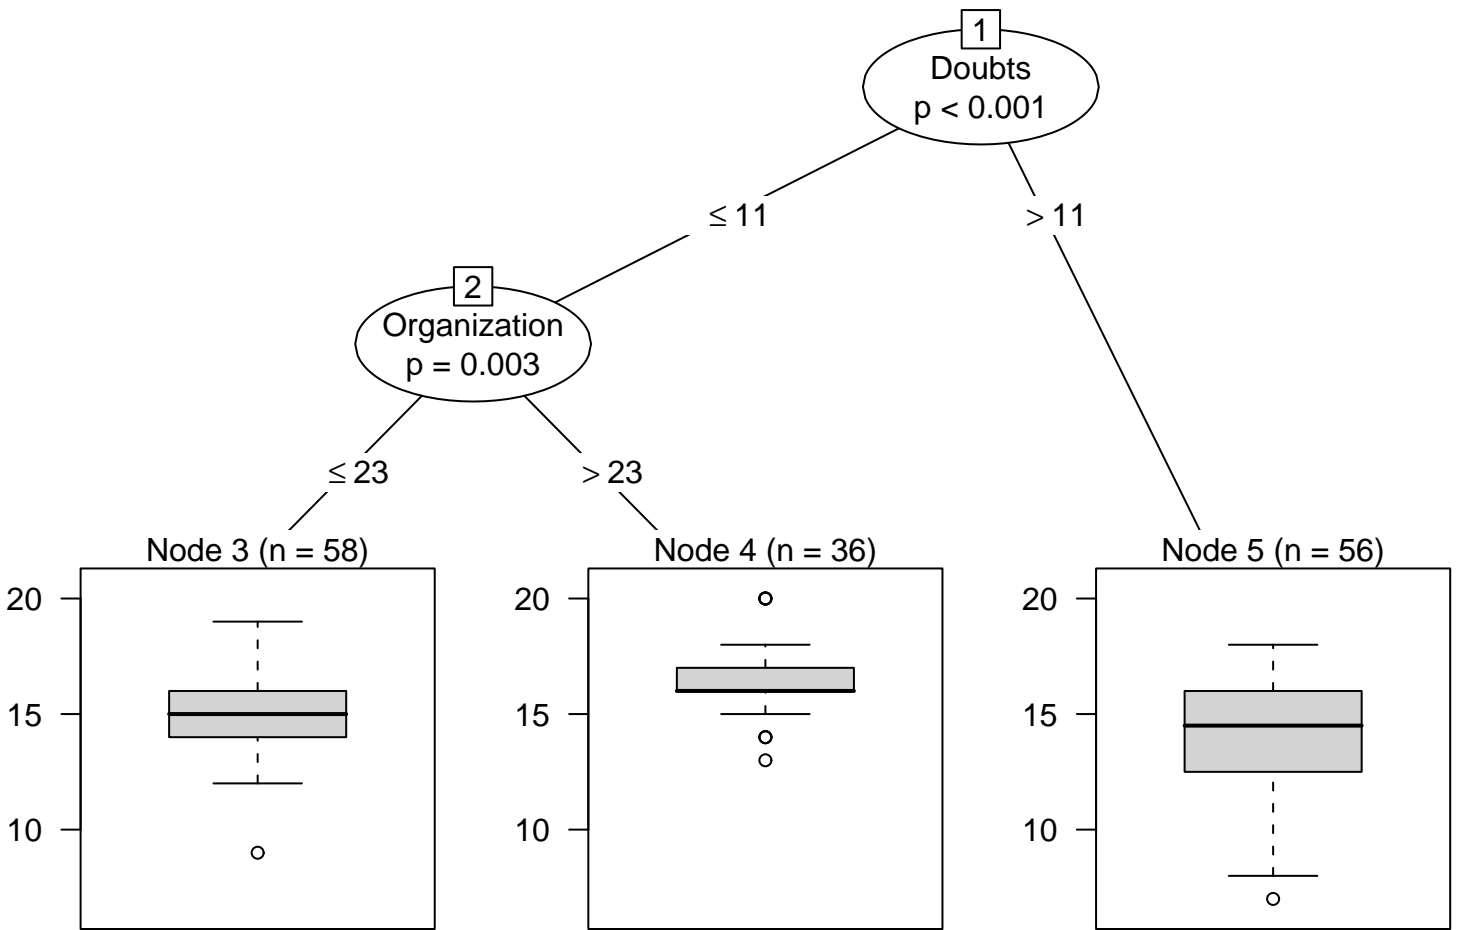 1
Doubts
p < 0.001
≤ 11
> 11
2
Organization
p = 0.003
≤ 23
> 23
Node 3 (n = 58)
20
15
10
Node 4 (n = 36)
20
15
10
Node 5 (n = 56)
20
15
10